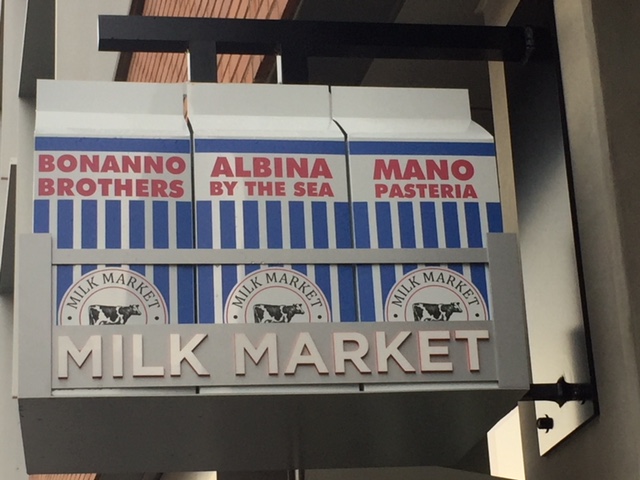 BONANNO
BROTHERS
ALBINA
BY THE SEA
MANO
PASTERIA
MILK MARKET
MILK MARKET
MILK MARKET
MILK MARKET